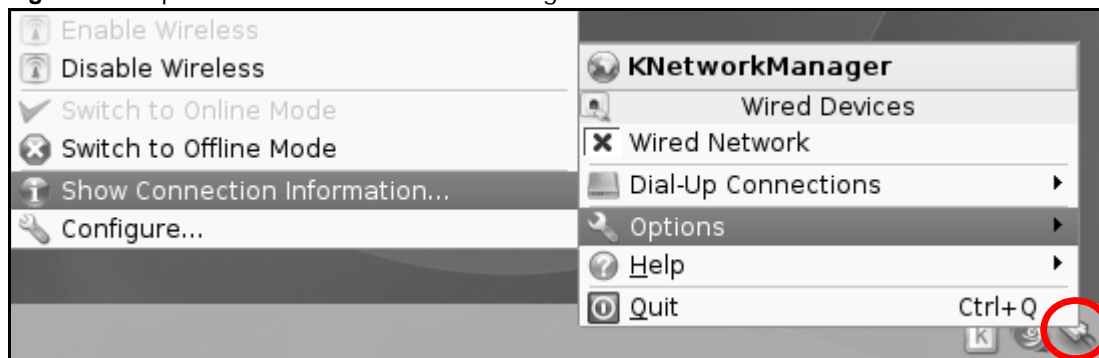 Enable Wireless
Disable Wireless
Switch to Online Mode
Switch to Offline Mode
Show Connection Information...
Configure...
KNetworkManager
Wired Devices
Wired Network
Dial-Up Connections
Options
Help
Quit Ctrl+Q
K